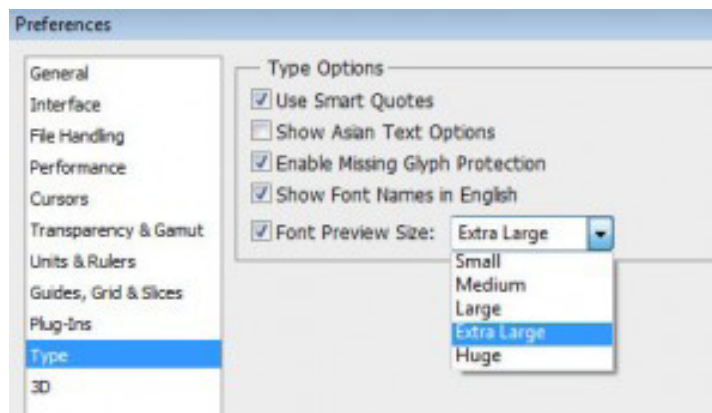 Preferences
General
Interface
File Handling
Performance
Cursors
Transparency & Gamut
Units & Rulers
Guides, Grid & Slices
Plug-Ins
Type
3D
Type Options
Use Smart Quotes
Show Asian Text Options
Enable Missing Glyph Protection
Show Font Names in English
Font Preview Size: Extra Large
Small
Medium
Large
Extra Large
Huge